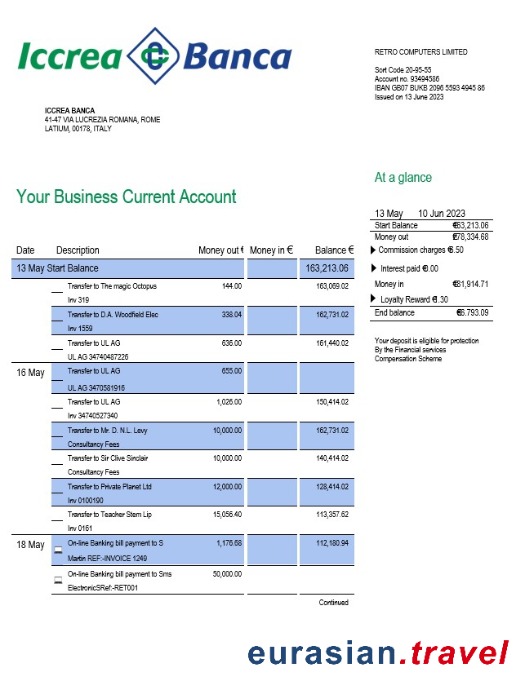 Iccrea Banca
RETRO COMPUTERS LIMITED
Sort Code 20-95-55
Account no. 93494586
IBAN GB07 BUKB 2096 5593 4945 86
Issued on 13 June 2023
ICCREA BANCA
41-47 VIA LUCREZIA ROMANA, ROME
LATIUM, 00178, ITALY
At a glance
Your Business Current Account
13 May 10 Jun 2023
Start Balance €63,213.06
Money out €78,334.68
Commission charges €6.50
Interest paid €0.00
Money in €81,914.71
Loyalty Reward €1.30
End balance €6.793.09
Your deposit is eligible for protection
By the Financial services
Compensation Scheme
Date Description Money out € Money in € Balance €
13 May Start Balance 163,213.06
Transfer to The magic Octopus 144.00 163,069.02
Inv 319
Transfer to D.A. Woodfield Elec 338.04 162,731.02
Inv 1559
Transfer to UL AG 636.00 161,440.02
UL AG 34740487226
16 May Transfer to UL AG 655.00
UL AG 3470581916
Transfer to UL AG 1,026.00 150,414.02
Inv 34740527340
Transfer to Mr. D. N.L. Levy 10,000.00 162,731.02
Consultancy Fees
Transfer to Sir Clive Sinclair 10,000.00 140,414.02
Consultancy Fees
Transfer to Private Planet Ltd 12,000.00 128,414.02
Inv 0100190
Transfer to Teacher Stem Lip 15,056.40 113,357.62
Inv 0161
18 May On-line Banking bill payment to S 1,176.68 112,180.94
Martin REF:-INVOICE 1249
On-line Banking bill payment to Sms 50,000.00
ElectronicSRef:-RET001
Continued
eurasian.travel